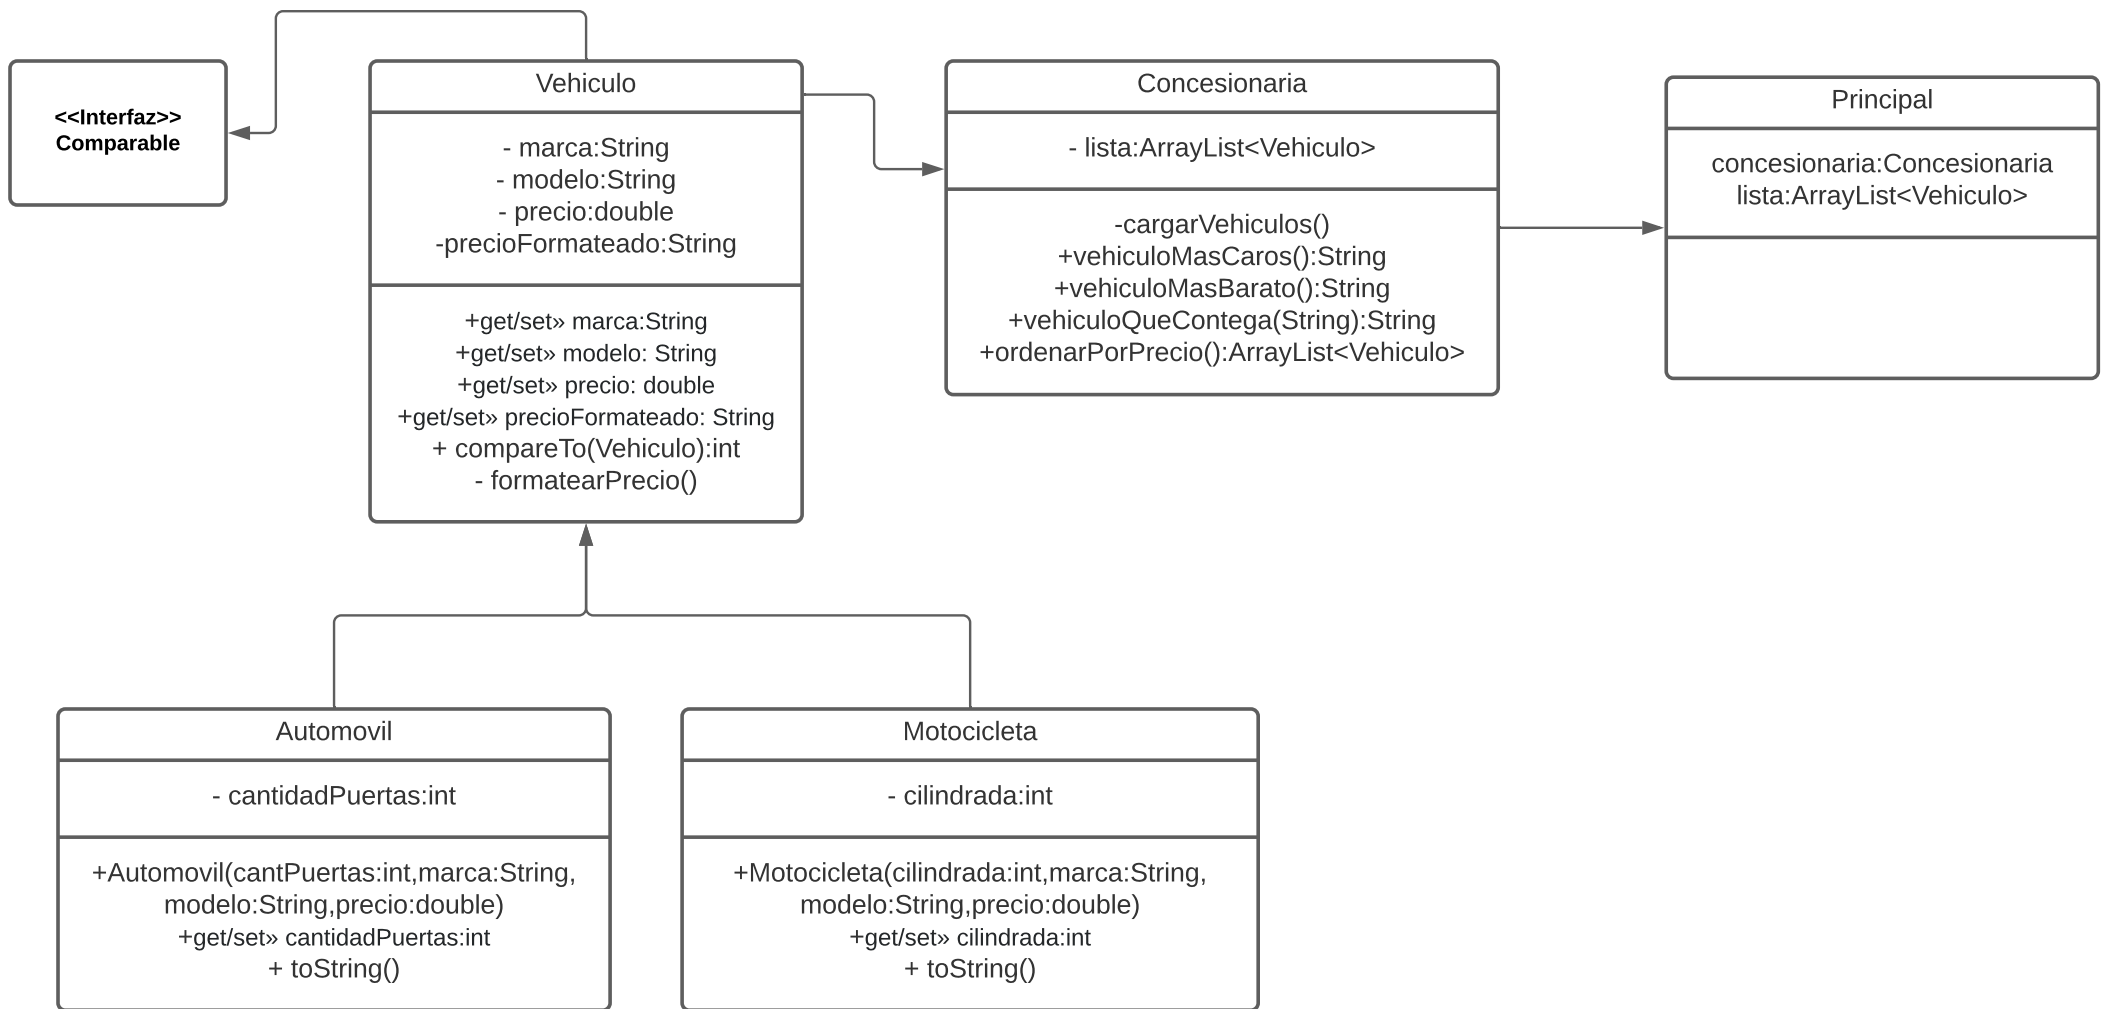 <<Interfaz>>
Comparable
Vehiculo
- marca:String
- modelo:String
- precio:double
-precioFormateado:String
+get/set» marca:String
+get/set» modelo: String
+get/set» precio: double
+get/set» precioFormateado: String
+ compareTo(Vehiculo):int
- formatearPrecio()
Concesionaria
- lista:ArrayList<Vehiculo>
-cargarVehiculos()
+vehiculoMasCaros():String
+vehiculoMasBarato():String
+vehiculoQueContega(String):String
+ordenarPorPrecio():ArrayList<Vehiculo>
Principal
concesionaria:Concesionaria
lista:ArrayList<Vehiculo>
Automovil
- cantidadPuertas:int
+Automovil(cantPuertas:int,marca:String,
modelo:String,precio:double)
+get/set» cantidadPuertas:int
+ toString()
Motocicleta
- cilindrada:int
+Motocicleta(cilindrada:int,marca:String,
modelo:String,precio:double)
+get/set» cilindrada:int
+ toString()